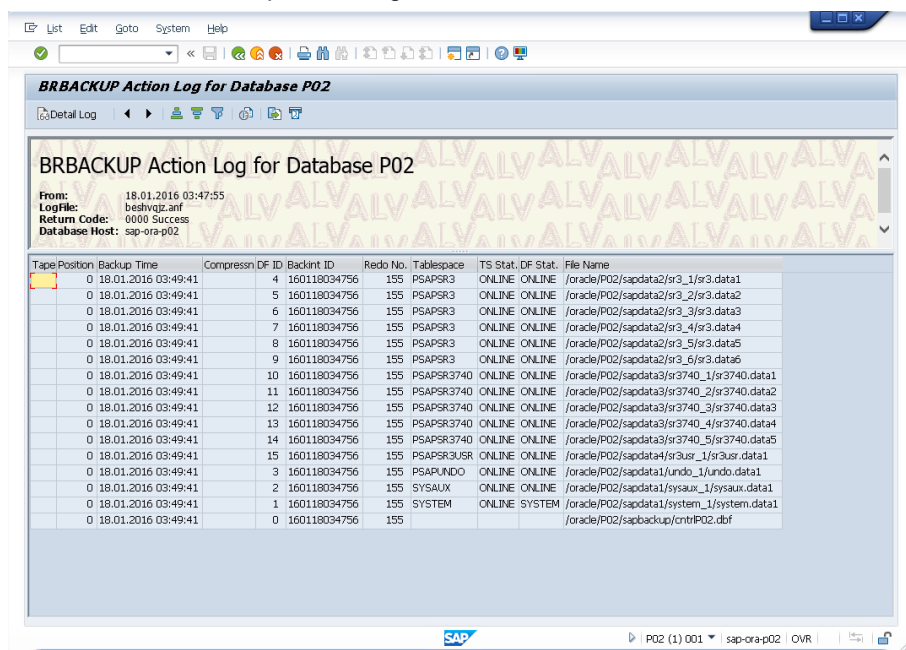 List Edit Goto System Help
BRBACKUP Action Log for Database P02
Detail Log
BRBACKUP Action Log for Database P02
From: 18.01.2016 03:47:55
LogFile: beshvqjz.anf
Return Code: 0000 Success
Database Host: sap-ora-p02
Tape Position Backup Time Compressn DF ID Backint ID Redo No. Tablespace TS Stat. DF Stat. File Name
0 18.01.2016 03:49:41 4 160118034756 155 PSAPSR3 ONLINE ONLINE /oracle/P02/sapdata2/sr3_1/sr3.data1
0 18.01.2016 03:49:41 5 160118034756 155 PSAPSR3 ONLINE ONLINE /oracle/P02/sapdata2/sr3_2/sr3.data2
0 18.01.2016 03:49:41 6 160118034756 155 PSAPSR3 ONLINE ONLINE /oracle/P02/sapdata2/sr3_3/sr3.data3
0 18.01.2016 03:49:41 7 160118034756 155 PSAPSR3 ONLINE ONLINE /oracle/P02/sapdata2/sr3_4/sr3.data4
0 18.01.2016 03:49:41 8 160118034756 155 PSAPSR3 ONLINE ONLINE /oracle/P02/sapdata2/sr3_5/sr3.data5
0 18.01.2016 03:49:41 9 160118034756 155 PSAPSR3 ONLINE ONLINE /oracle/P02/sapdata2/sr3_6/sr3.data6
0 18.01.2016 03:49:41 10 160118034756 155 PSAPSR3740 ONLINE ONLINE /oracle/P02/sapdata3/sr3740_1/sr3740.data1
0 18.01.2016 03:49:41 11 160118034756 155 PSAPSR3740 ONLINE ONLINE /oracle/P02/sapdata3/sr3740_2/sr3740.data2
0 18.01.2016 03:49:41 12 160118034756 155 PSAPSR3740 ONLINE ONLINE /oracle/P02/sapdata3/sr3740_3/sr3740.data3
0 18.01.2016 03:49:41 13 160118034756 155 PSAPSR3740 ONLINE ONLINE /oracle/P02/sapdata3/sr3740_4/sr3740.data4
0 18.01.2016 03:49:41 14 160118034756 155 PSAPSR3740 ONLINE ONLINE /oracle/P02/sapdata3/sr3740_5/sr3740.data5
0 18.01.2016 03:49:41 15 160118034756 155 PSAPSR3USR ONLINE ONLINE /oracle/P02/sapdata4/sr3usr_1/sr3usr.data1
0 18.01.2016 03:49:41 3 160118034756 155 PSAPUNDO ONLINE ONLINE /oracle/P02/sapdata1/undo_1/undo.data1
0 18.01.2016 03:49:41 2 160118034756 155 SYSAUX ONLINE ONLINE /oracle/P02/sapdata1/sysaux_1/sysaux.data1
0 18.01.2016 03:49:41 1 160118034756 155 SYSTEM ONLINE SYSTEM /oracle/P02/sapdata1/system_1/system.data1
0 18.01.2016 03:49:41 0 160118034756 155 /oracle/P02/sapbackup/cntrlP02.dbf
SAP P02 (1) 001 sap-ora-p02 OVR